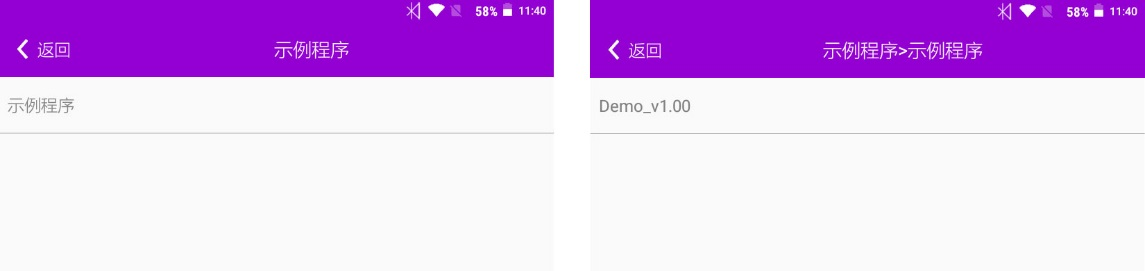 58% 11:40
返回 示例程序
示例程序
58% 11:40
返回 示例程序>示例程序
Demo_v1.00